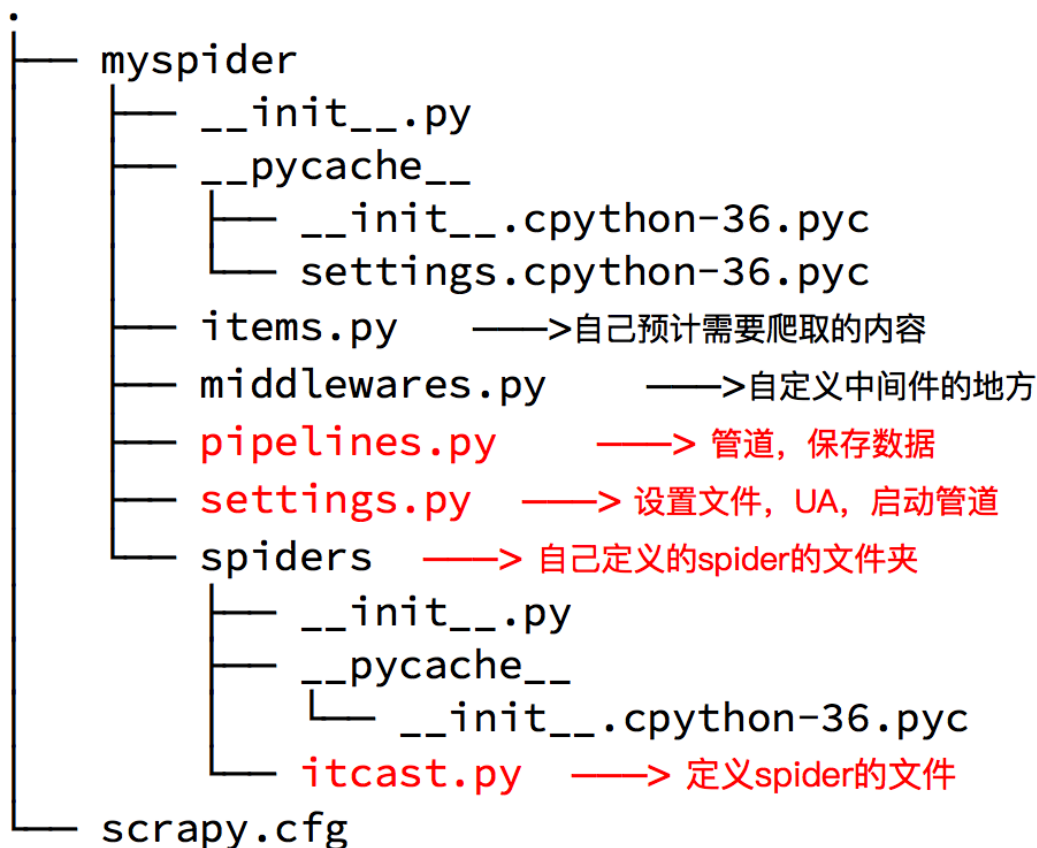 .
├── myspider
│   ├── __init__.py
│   ├── __pycache__
│   │   ├── __init__.cpython-36.pyc
│   │   └── settings.cpython-36.pyc
│   ├── items.py ———>自己预计需要爬取的内容
│   ├── middlewares.py ———>自定义中间件的地方
│   ├── pipelines.py ———> 管道，保存数据
│   ├── settings.py ———> 设置文件，UA，启动管道
│   └── spiders ———> 自己定义的spider的文件夹
│       ├── __init__.py
│       ├── __pycache__
│       │   └── __init__.cpython-36.pyc
│       └── itcast.py ———> 定义spider的文件
└── scrapy.cfg